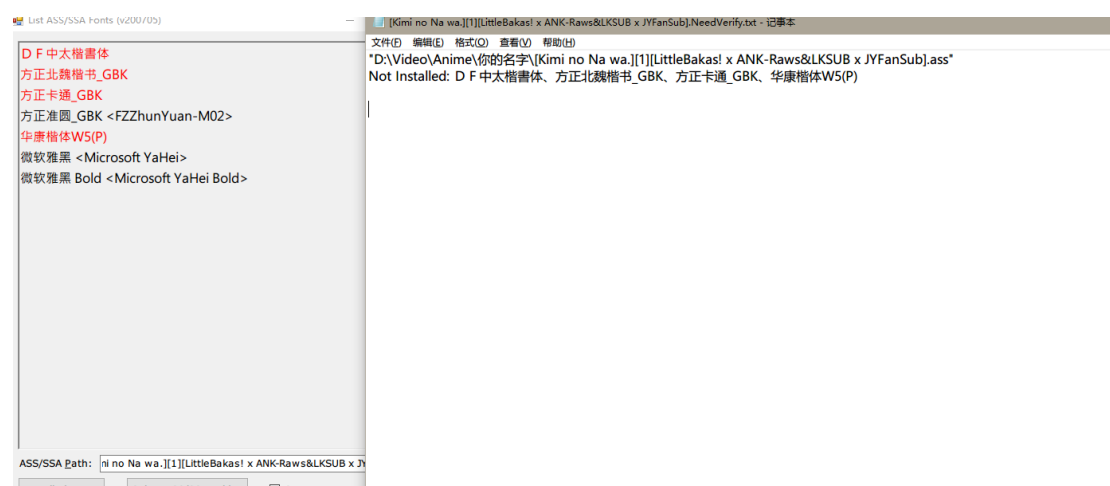 List ASS/SSA Fonts (v200705)
ＤＦ中太楷書体
方正北魏楷书_GBK
方正卡通_GBK
方正准圆_GBK <FZZhunYuan-M02>
华康楷体W5(P)
微软雅黑 <Microsoft YaHei>
微软雅黑 Bold <Microsoft YaHei Bold>
ASS/SSA Path: ni no Na wa.][1][LittleBakas! x ANK-Raws&LKSUB x JY
[Kimi no Na wa.][1][LittleBakas! x ANK-Raws&LKSUB x JYFanSub].NeedVerify.txt - 记事本
文件(F) 编辑(E) 格式(O) 查看(V) 帮助(H)
"D:\Video\Anime\你的名字\[Kimi no Na wa.][1][LittleBakas! x ANK-Raws&LKSUB x JYFanSub].ass"
Not Installed: ＤＦ中太楷書体、方正北魏楷书_GBK、方正卡通_GBK、华康楷体W5(P)